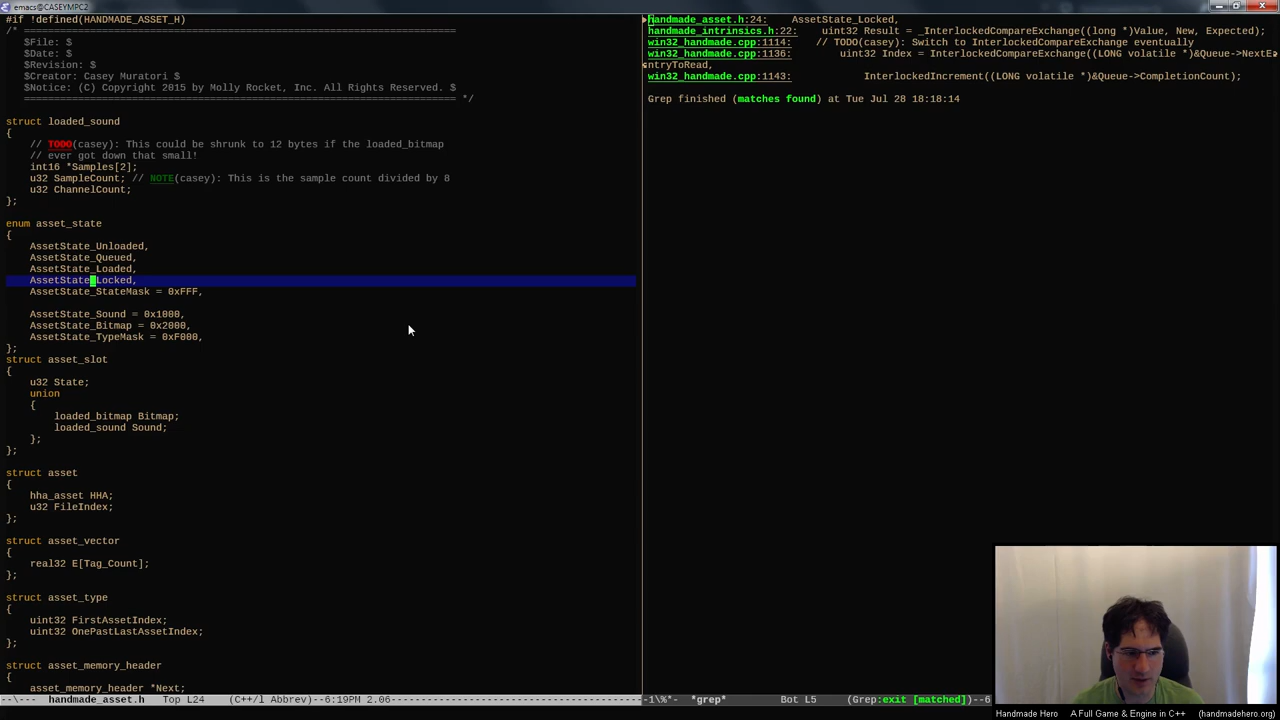 emacs@CASEYMPC2
#if !defined(HANDMADE_ASSET_H)
/* ========================================================================
$File: $
$Date: $
$Revision: $
$Creator: Casey Muratori $
$Notice: (C) Copyright 2015 by Molly Rocket, Inc. All Rights Reserved. $
======================================================================== */
struct loaded_sound
{
// TODO(casey): This could be shrunk to 12 bytes if the loaded_bitmap
// ever got down that small!
int16 *Samples[2];
u32 SampleCount; // NOTE(casey): This is the sample count divided by 8
u32 ChannelCount;
};
enum asset_state
{
AssetState_Unloaded,
AssetState_Queued,
AssetState_Loaded,
AssetState_Locked,
AssetState_StateMask = 0xFFF,
AssetState_Sound = 0x1000,
AssetState_Bitmap = 0x2000,
AssetState_TypeMask = 0xF000,
};
struct asset_slot
{
u32 State;
union
{
loaded_bitmap Bitmap;
loaded_sound Sound;
};
};
struct asset
{
hha_asset HHA;
u32 FileIndex;
};
struct asset_vector
{
real32 E[Tag_Count];
};
struct asset_type
{
uint32 FirstAssetIndex;
uint32 OnePastLastAssetIndex;
};
struct asset_memory_header
{
asset_memory_header *Next;
--\--- handmade_asset.h Top L24 (C++/l Abbrev)--6:19PM 2.06
handmade_asset.h:24: AssetState_Locked,
handmade_intrinsics.h:22: uint32 Result = _InterlockedCompareExchange((long *)Value, New, Expected);
win32_handmade.cpp:1114: // TODO(casey): Switch to InterlockedCompareExchange eventually
win32_handmade.cpp:1136: uint32 Index = InterlockedCompareExchange((LONG volatile *)&Queue->NextE
ntryToRead,
win32_handmade.cpp:1143: InterlockedIncrement((LONG volatile *)&Queue->CompletionCount);
Grep finished (matches found) at Tue Jul 28 18:18:14
-1\%*- *grep* Bot L5 (Grep:exit [matched])--6
Handmade Hero A Full Game & Engine in C++ (handmadehero.org)